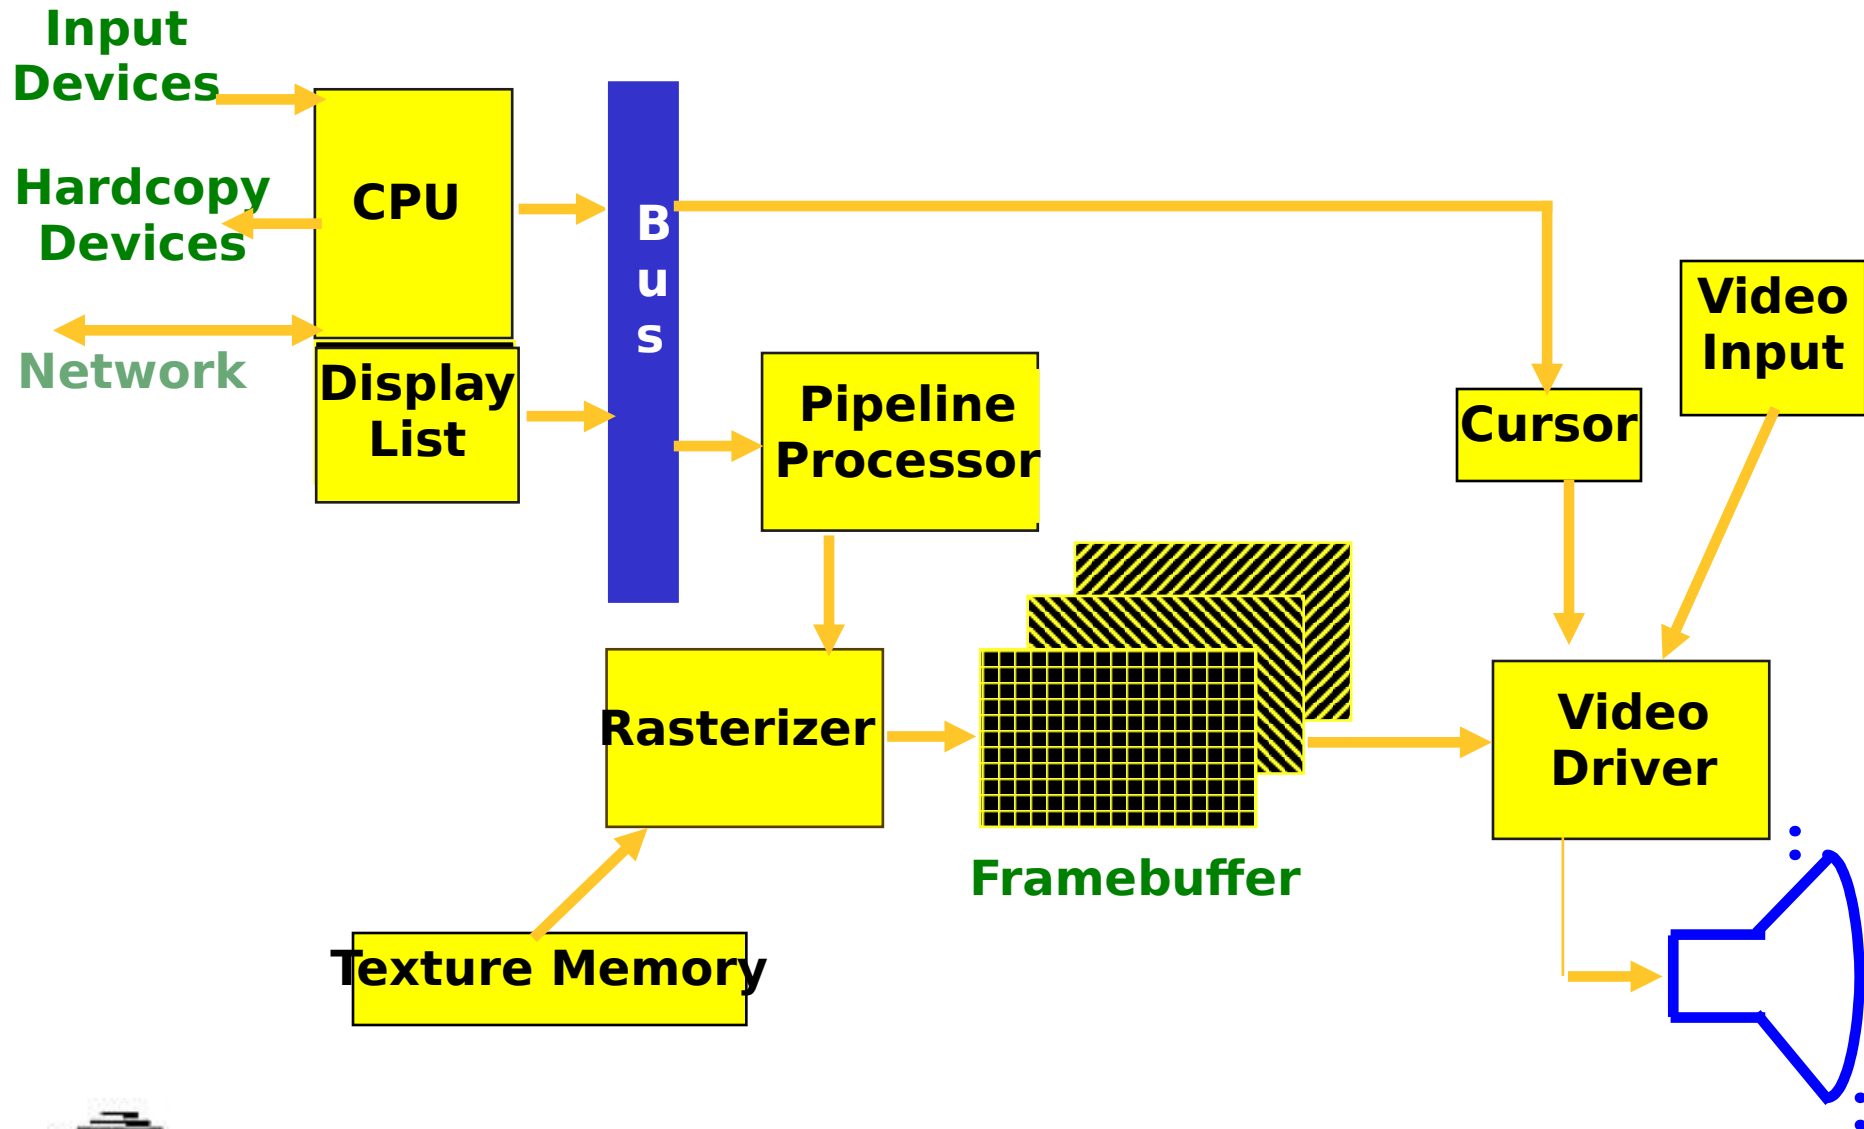 Input
Devices
Hardcopy
Devices
Network
CPU
Display
List
B
u
s
Pipeline
Processor
Cursor
Video
Input
Rasterizer
Framebuffer
Video
Driver
Texture Memory